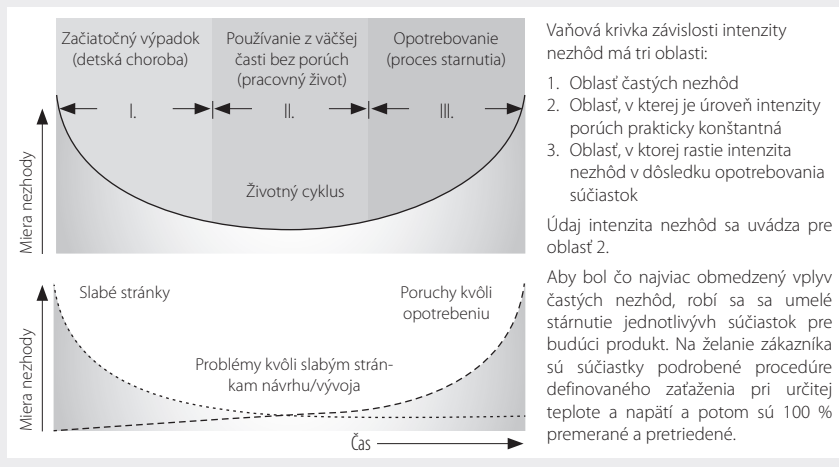 Začiatočný výpadok
(detská choroba)
Používanie z väčšej
časti bez porúch
(pracovný život)
Opotrebovanie
(proces starnutia)
I.
II.
III.
Miera nezhody
Životný cyklus
Slabé stránky
Poruchy kvôli
opotrebeniu
Problémy kvôli slabým strán-
kam návrhu/vývoja
Miera nezhody
Čas
Vaňová krivka závislosti intenzity
nezhôd má tri oblasti:
1. Oblasť častých nezhôd
2. Oblasť, v kterej je úroveň intenzity
porúch prakticky konštantná
3. Oblasť, v ktorej rastie intenzita
nezhôd v dôsledku opotrebovania
súčiastok
Údaj intenzita nezhôd sa uvádza pre
oblasť 2.
Aby bol čo najviac obmedzený vplyv
častých nezhôd, robí sa sa umelé
stárnutie jednotlivývh súčiastok pre
budúci produkt. Na želanie zákazníka
sú súčiastky podrobené procedúre
definovaného zaťaženia pri určitej
teplote a napätí a potom sú 100 %
premerané a pretriedené.